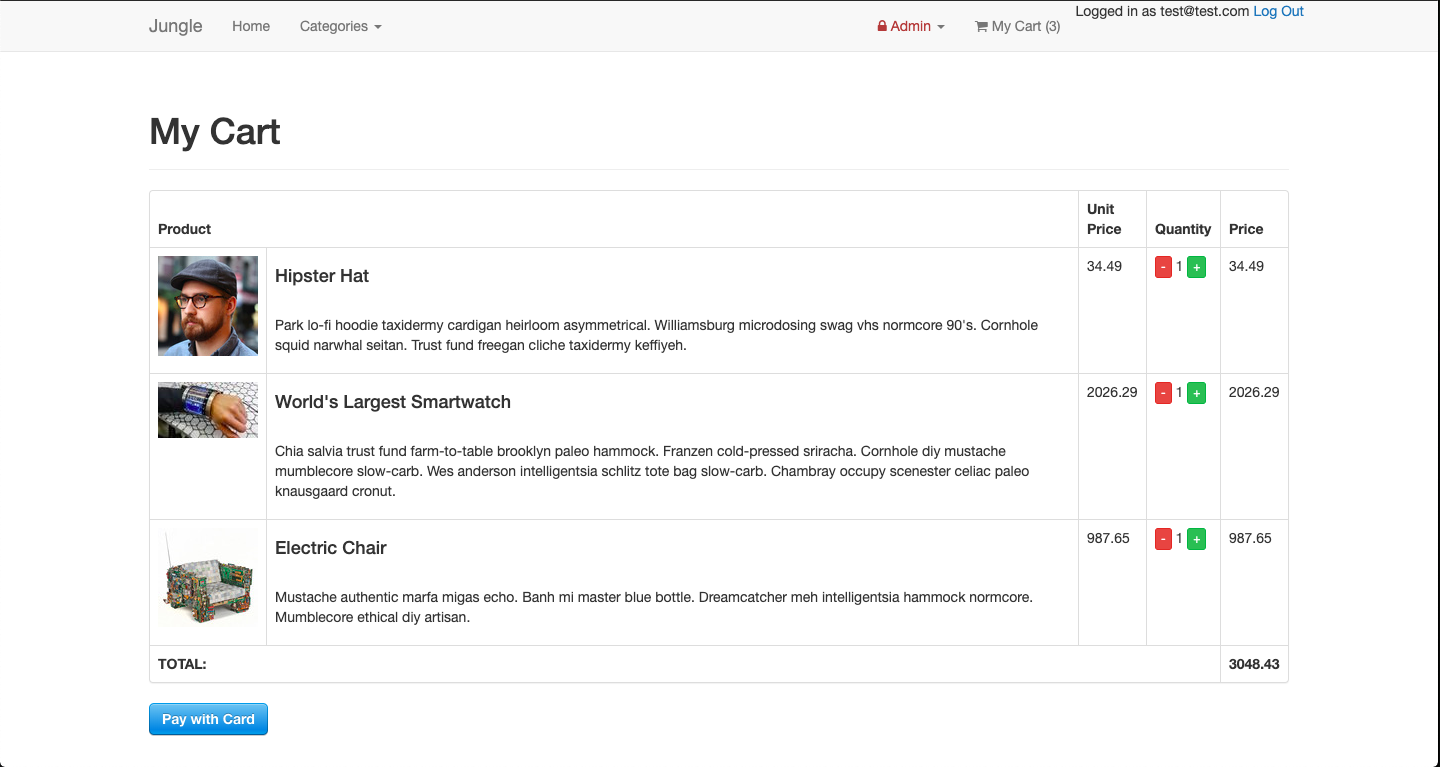 Jungle Home Categories Admin My Cart (3) Logged in as test@test.com Log Out
My Cart
Product Unit Price Quantity Price
Hipster Hat 34.49 - 1 + 34.49
Park lo-fi hoodie taxidermy cardigan heirloom asymmetrical. Williamsburg microdosing swag vhs normcore 90's. Cornhole
squid narwhal seitan. Trust fund freegan cliche taxidermy keffiyeh.
World's Largest Smartwatch 2026.29 - 1 + 2026.29
Chia salvia trust fund farm-to-table brooklyn paleo hammock. Franzen cold-pressed sriracha. Cornhole diy mustache
mumblecore slow-carb. Wes anderson intelligentsia schlitz tote bag slow-carb. Chambray occupy scenester celiac paleo
knausgaard cronut.
Electric Chair 987.65 - 1 + 987.65
Mustache authentic marfa migas echo. Banh mi master blue bottle. Dreamcatcher meh intelligentsia hammock normcore.
Mumblecore ethical diy artisan.
TOTAL: 3048.43
Pay with Card